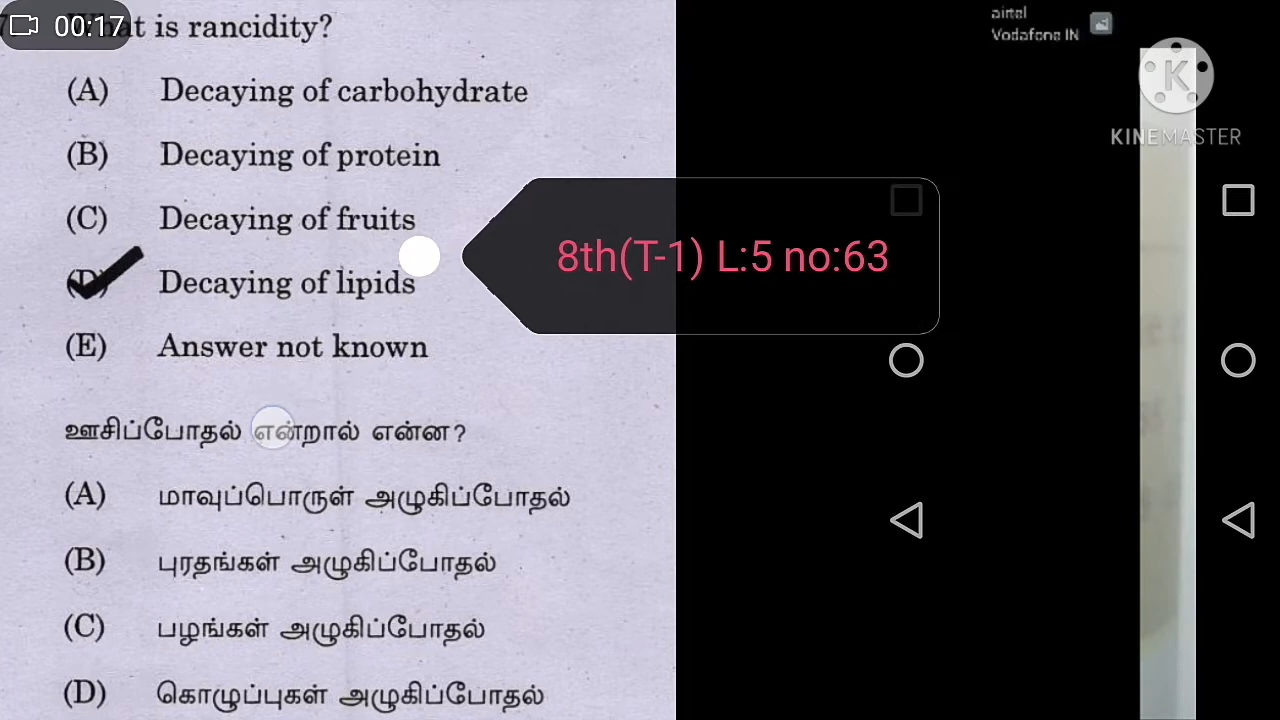 00:17
What is rancidity?
(A) Decaying of carbohydrate
(B) Decaying of protein
(C) Decaying of fruits
(D) Decaying of lipids
(E) Answer not known
ஊசிப்போதல் என்றால் என்ன?
(A) மாவுப்பொருள் அழுகிப்போதல்
(B) புரதங்கள் அழுகிப்போதல்
(C) பழங்கள் அழுகிப்போதல்
(D) கொழுப்புகள் அழுகிப்போதல்
8th(T-1) L:5 no:63
airtel
Vodafone IN
K
KINEMASTER